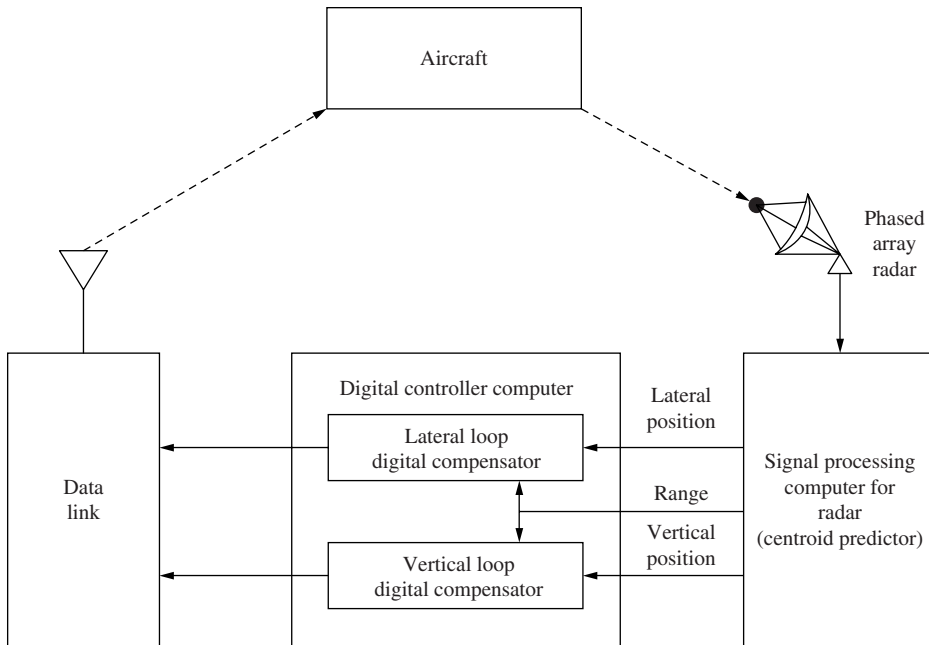 Aircraft
Phased
array
radar
Digital controller computer
Lateral
position
Lateral loop
digital compensator
Data
link
Range
Signal processing
computer for
radar
(centroid predictor)
Vertical
position
Vertical loop
digital compensator